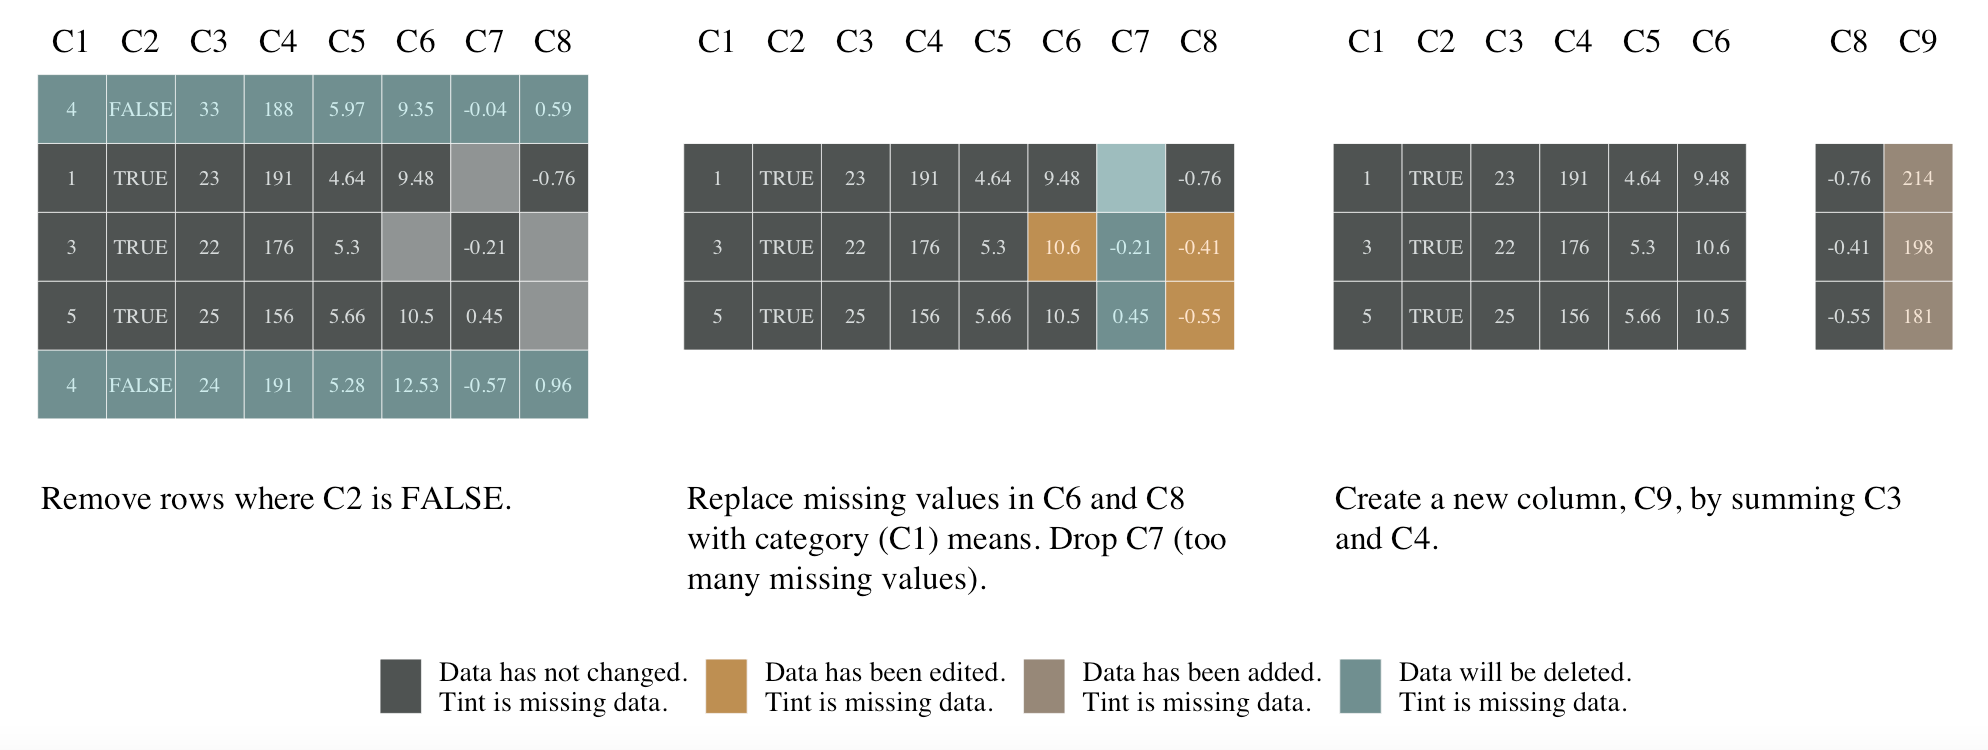 C1 C2 C3 C4 C5 C6 C7 C8
4 FALSE 33 188 5.97 9.35 -0.04 0.59
1 TRUE 23 191 4.64 9.48 -0.76
3 TRUE 22 176 5.3 -0.21
5 TRUE 25 156 5.66 10.5 0.45
4 FALSE 24 191 5.28 12.53 -0.57 0.96
Remove rows where C2 is FALSE.
C1 C2 C3 C4 C5 C6 C7 C8
1 TRUE 23 191 4.64 9.48 -0.76
3 TRUE 22 176 5.3 10.6 -0.21 -0.41
5 TRUE 25 156 5.66 10.5 0.45 -0.55
Replace missing values in C6 and C8
with category (C1) means. Drop C7 (too
many missing values).
C1 C2 C3 C4 C5 C6 C8 C9
1 TRUE 23 191 4.64 9.48 -0.76 214
3 TRUE 22 176 5.3 10.6 -0.41 198
5 TRUE 25 156 5.66 10.5 -0.55 181
Create a new column, C9, by summing C3
and C4.
Data has not changed.
Tint is missing data.
Data has been edited.
Tint is missing data.
Data has been added.
Tint is missing data.
Data will be deleted.
Tint is missing data.